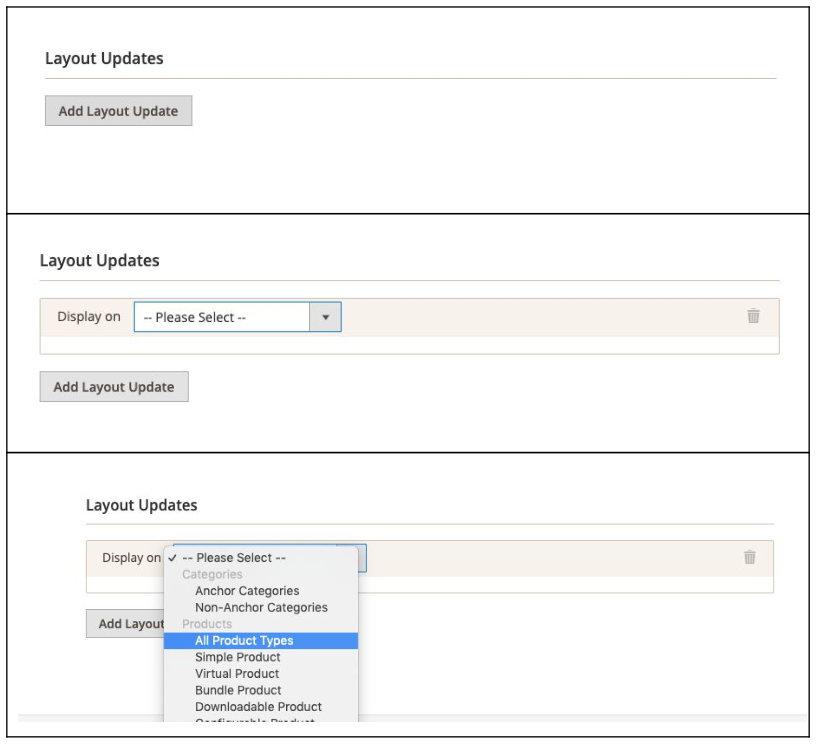 Layout Updates
Add Layout Update
Layout Updates
Display on -- Please Select --
Add Layout Update
Layout Updates
Display on ✓ -- Please Select --
Categories
Anchor Categories
Non-Anchor Categories
Add Layout Products
All Product Types
Simple Product
Virtual Product
Bundle Product
Downloadable Product